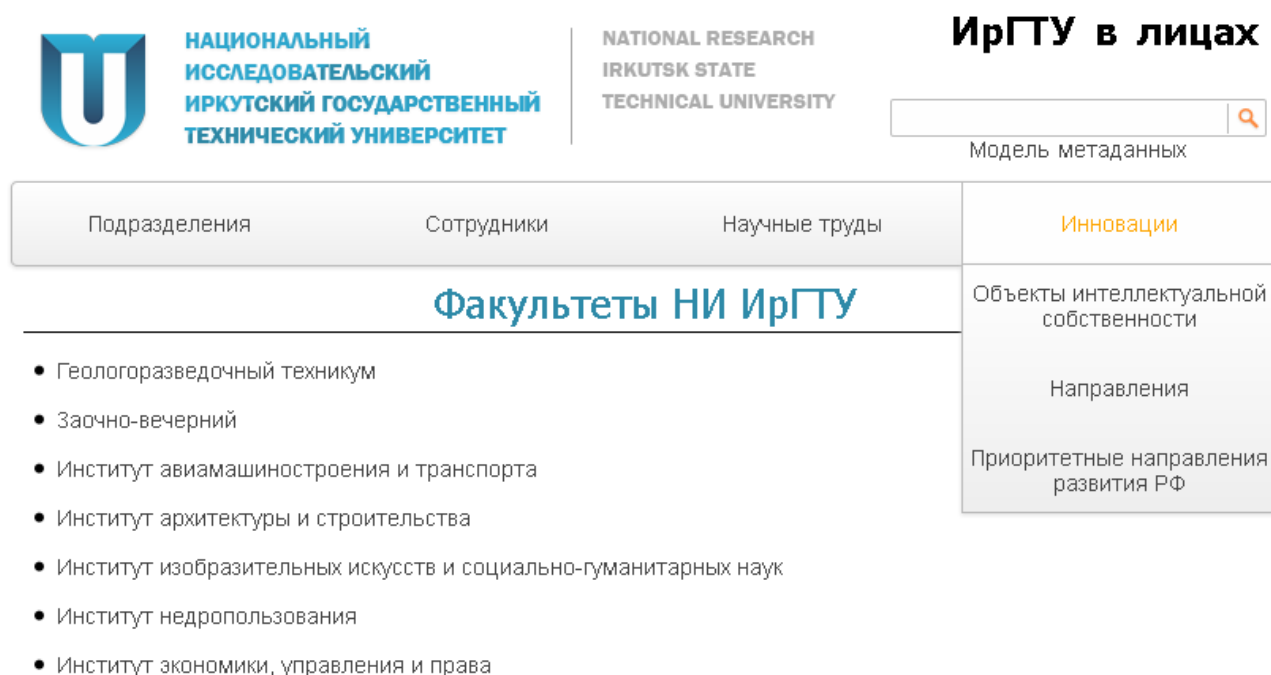 НАЦИОНАЛЬНЫЙ
ИССЛЕДОВАТЕЛЬСКИЙ
ИРКУТСКИЙ ГОСУДАРСТВЕННЫЙ
ТЕХНИЧЕСКИЙ УНИВЕРСИТЕТ
NATIONAL RESEARCH
IRKUTSK STATE
TECHNICAL UNIVERSITY
ИрГТУ в лицах
Модель метаданных
Подразделения
Сотрудники
Научные труды
Инновации
Объекты интеллектуальной
собственности
Направления
Приоритетные направления
развития РФ
Факультеты НИ ИрГТУ
Геологоразведочный техникум
Заочно-вечерний
Институт авиамашиностроения и транспорта
Институт архитектуры и строительства
Институт изобразительных искусств и социально-гуманитарных наук
Институт недропользования
Институт экономики, управления и права